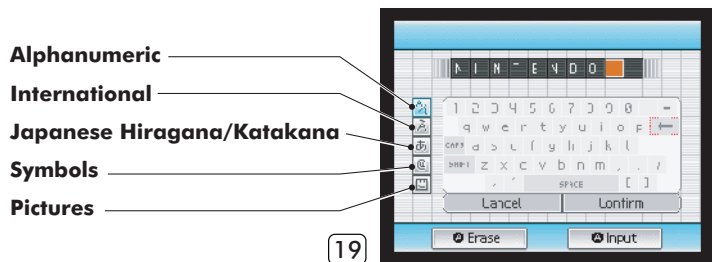 Alphanumeric
International
Japanese Hiragana/Katakana
Symbols
Pictures
NINTENDO
あ
1 2 3 4 5 6 7 8 9 0 -
q w e r t y u i o p
CAPS a s d f g h j k l
SHIFT z x c v b n m , . /
SPACE [ ]
Cancel Confirm
B Erase A Input
19